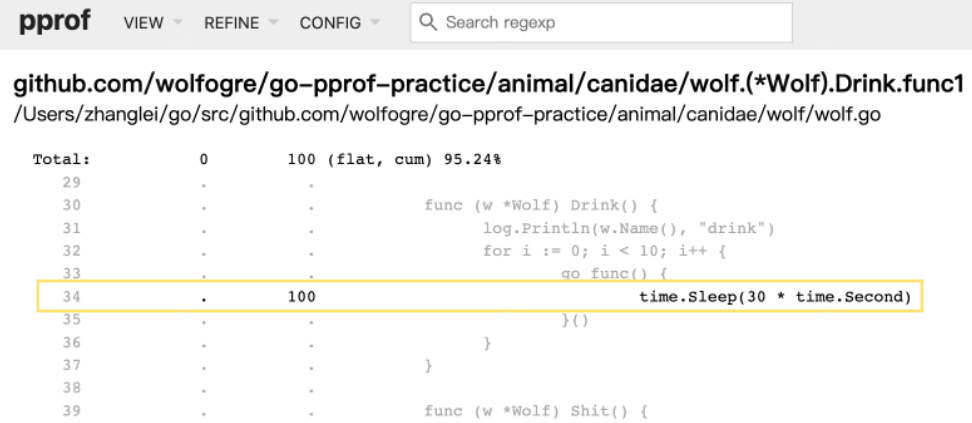 pprof VIEW REFINE CONFIG Search regexp
github.com/wolfogre/go-pprof-practice/animal/canidae/wolf.(*Wolf).Drink.func1
/Users/zhanglei/go/src/github.com/wolfogre/go-pprof-practice/animal/canidae/wolf/wolf.go
Total: 0 100 (flat, cum) 95.24%
29 . .
30 . . func (w *Wolf) Drink() {
31 . . log.Println(w.Name(), "drink")
32 . . for i := 0; i < 10; i++ {
33 . . go func() {
34 . 100 time.Sleep(30 * time.Second)
35 . . }()
36 . . }
37 . . }
38 . .
39 . . func (w *Wolf) Shit() {